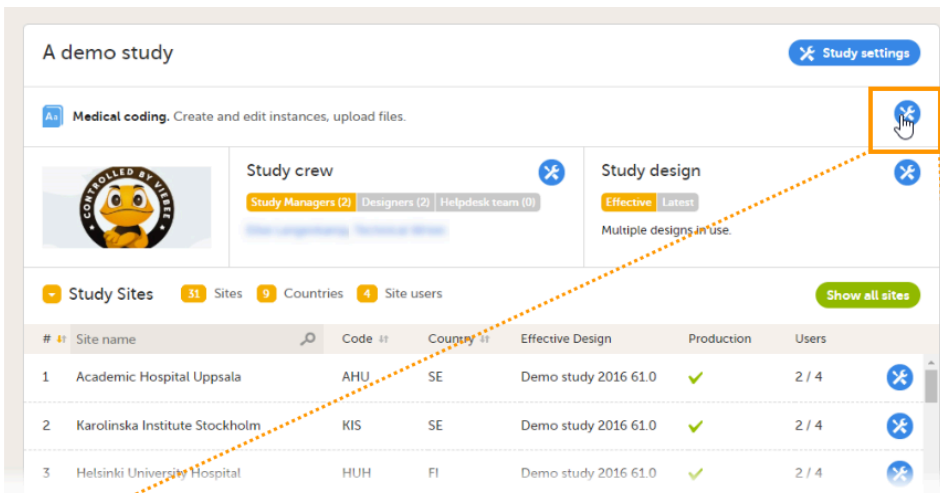 A demo study
Study settings
Aa Medical coding. Create and edit instances, upload files.
CONTROLLED BY VIEBEE
Study crew
Study Managers (2) Designers (2) Helpdesk team (0)
Study design
Effective Latest
Multiple designs in use.
Study Sites 31 Sites 9 Countries 4 Site users
Show all sites
# Site name Code Country Effective Design Production Users
1 Academic Hospital Uppsala AHU SE Demo study 2016 61.0 2 / 4
2 Karolinska Institute Stockholm KIS SE Demo study 2016 61.0 2 / 4
3 Helsinki University Hospital HUH FI Demo study 2016 61.0 2 / 4